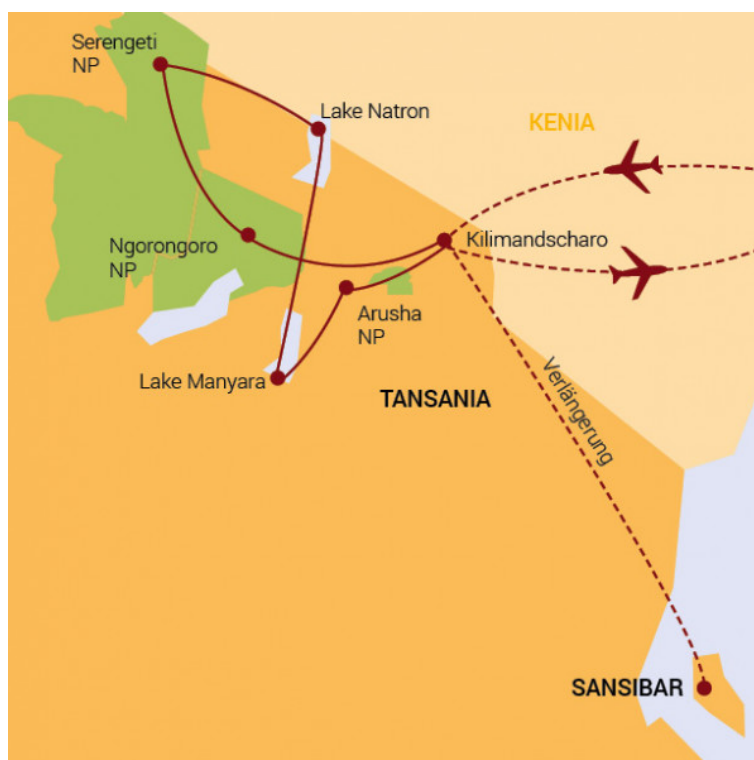 Serengeti
NP
Lake Natron
KENIA
Ngorongoro
NP
Kilimandscharo
Arusha
NP
Lake Manyara
TANSANIA
Verlängerung
SANSIBAR